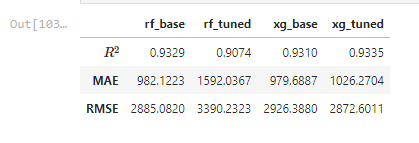 Out[103...
rf_base rf_tuned xg_base xg_tuned
R² 0.9329 0.9074 0.9310 0.9335
MAE 982.1223 1592.0367 979.6887 1026.2704
RMSE 2885.0820 3390.2323 2926.3880 2872.6011